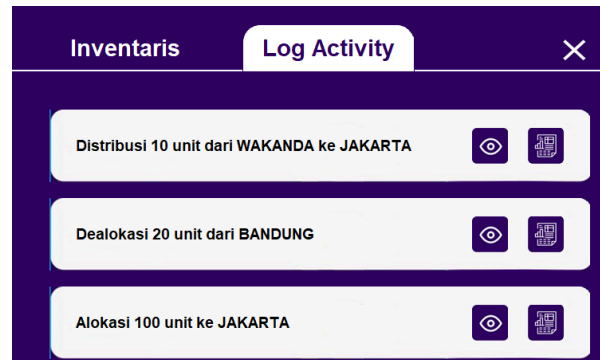 Inventaris
Log Activity
Distribusi 10 unit dari WAKANDA ke JAKARTA
Dealokasi 20 unit dari BANDUNG
Alokasi 100 unit ke JAKARTA